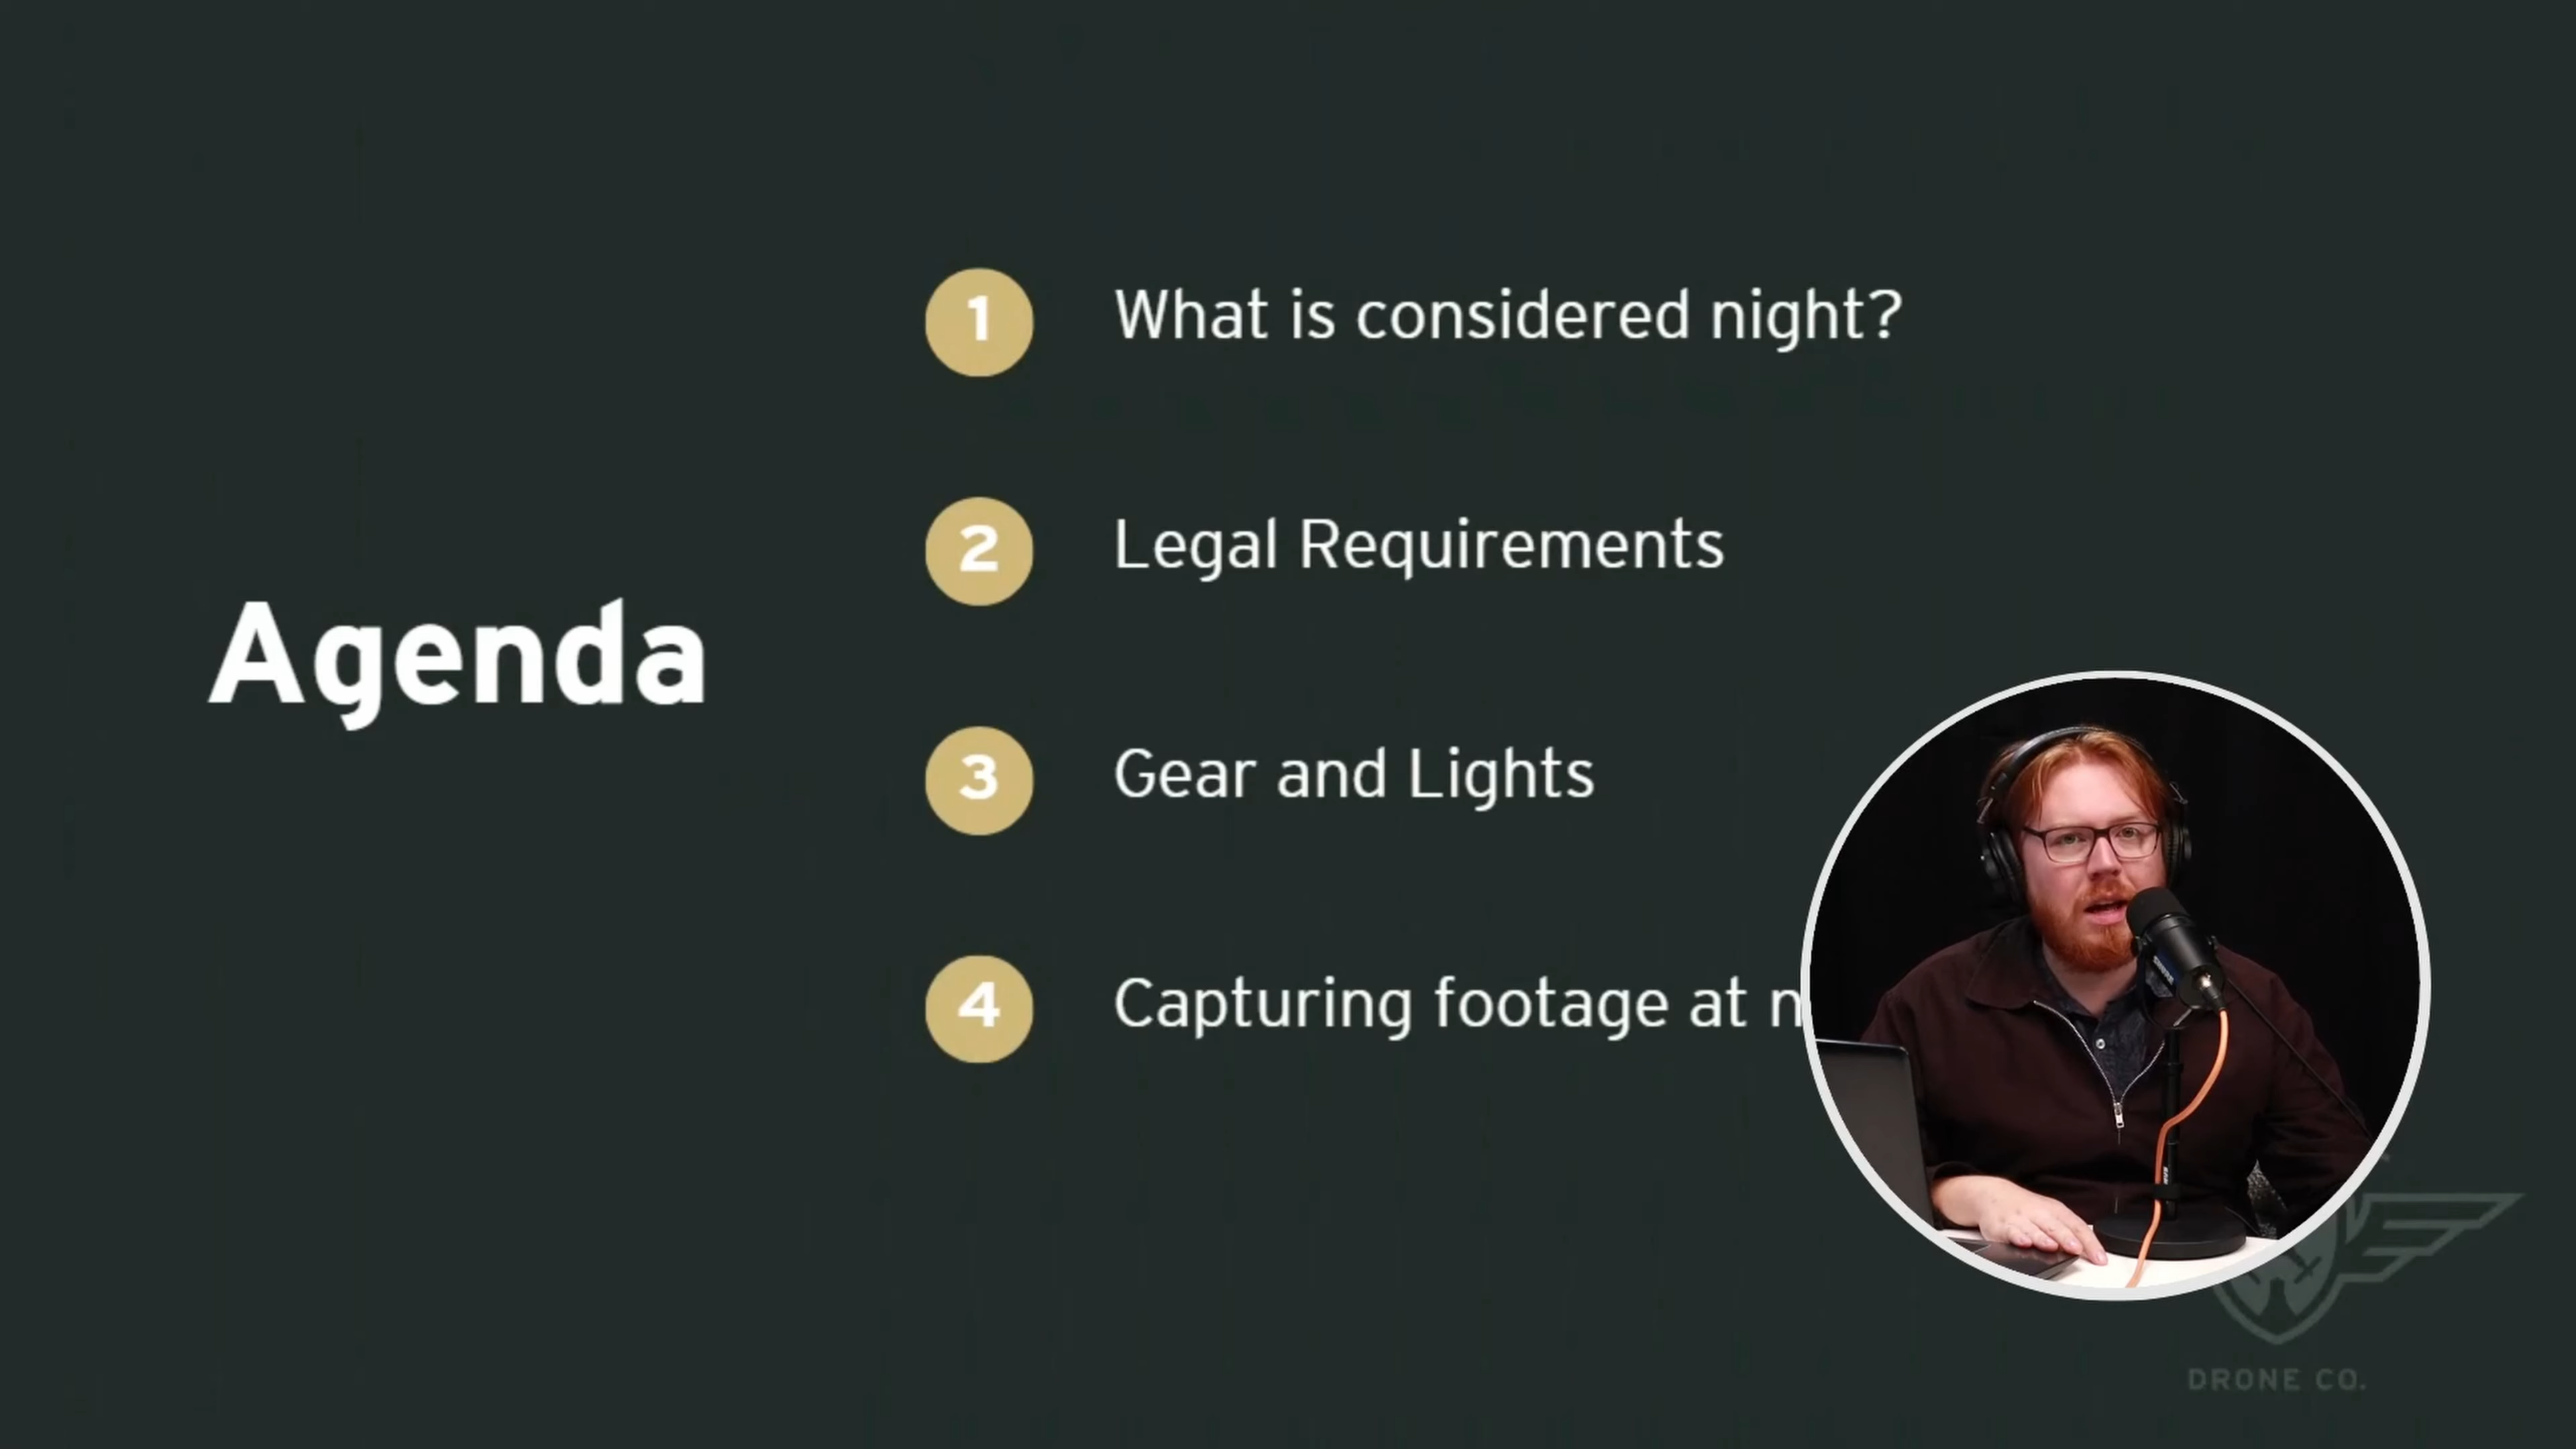 Agenda
1 What is considered night?
2 Legal Requirements
3 Gear and Lights
4 Capturing footage at n
DRONE CO.